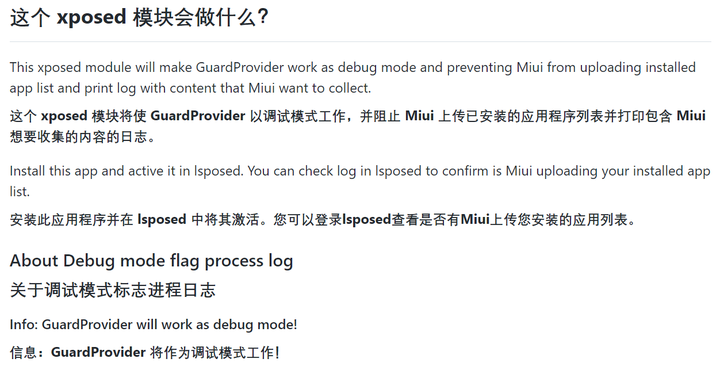 这个 xposed 模块会做什么？
This xposed module will make GuardProvider work as debug mode and preventing Miui from uploading installed
app list and print log with content that Miui want to collect.
这个 xposed 模块将使 GuardProvider 以调试模式工作，并阻止 Miui 上传已安装的应用程序列表并打印包含 Miui
想要收集的内容的日志。
Install this app and active it in lsposed. You can check log in lsposed to confirm is Miui uploading your installed app
list.
安装此应用程序并在 lsposed 中将其激活。您可以登录lsposed查看是否有Miui上传您安装的应用列表。
About Debug mode flag process log
关于调试模式标志进程日志
Info: GuardProvider will work as debug mode!
信息：GuardProvider 将作为调试模式工作！